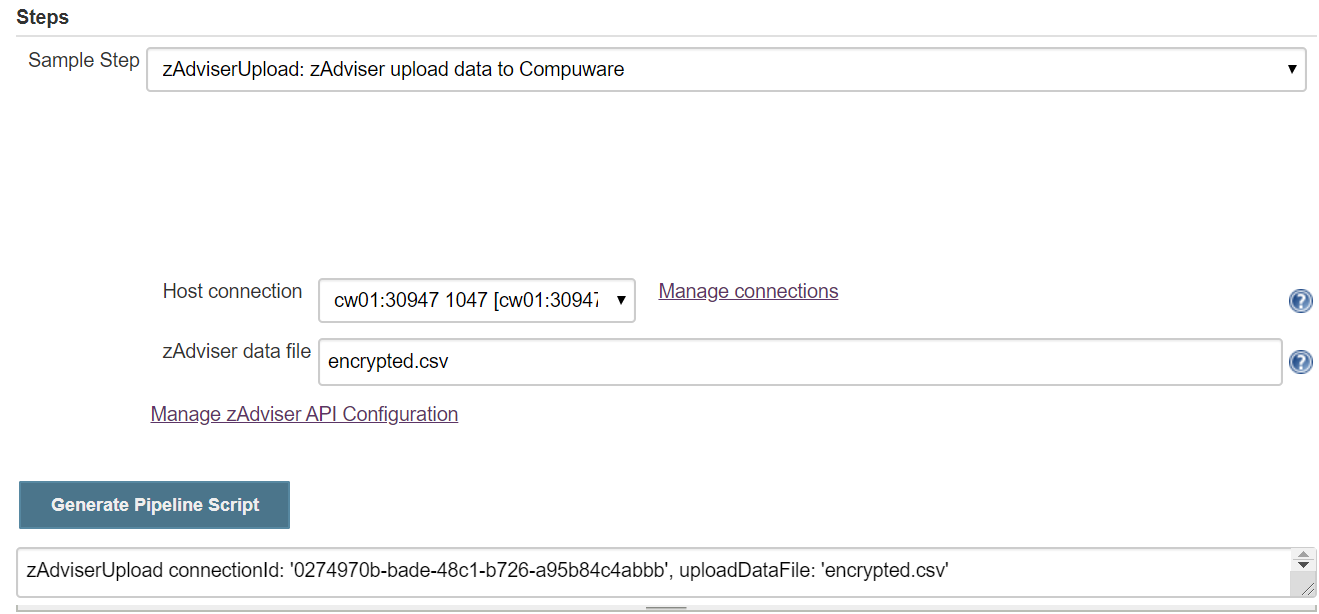 Steps
Sample Step
zAdviserUpload: zAdviser upload data to Compuware
Host connection
cw01:30947 1047 [cw01:30947
Manage connections
zAdviser data file
encrypted.csv
Manage zAdviser API Configuration
Generate Pipeline Script
zAdviserUpload connectionId: '0274970b-bade-48c1-b726-a95b84c4abbb', uploadDataFile: 'encrypted.csv'